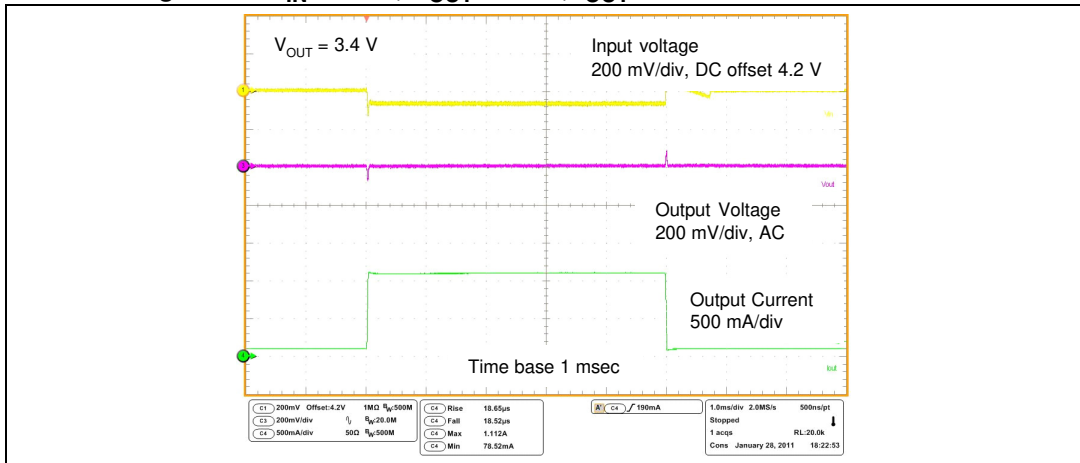 V_OUT = 3.4 V
Input voltage
200 mV/div, DC offset 4.2 V
1
Vout
Output Voltage
200 mV/div, AC
Output Current
500 mA/div
4
Time base 1 msec
Iout
C1 200mV Offset:4.2V 1MΩ BW:500M
C3 200mV/div BW:20.0M
C4 500mA/div 50Ω BW:500M
C4 Rise 18.65µs
C4 Fall 18.52µs
C4 Max 1.112A
C4 Min 78.52mA
A' C4 190mA
1.0ms/div 2.0MS/s 500ns/pt
Stopped
1 acqs RL:20.0k
Cons January 28, 2011 18:22:53